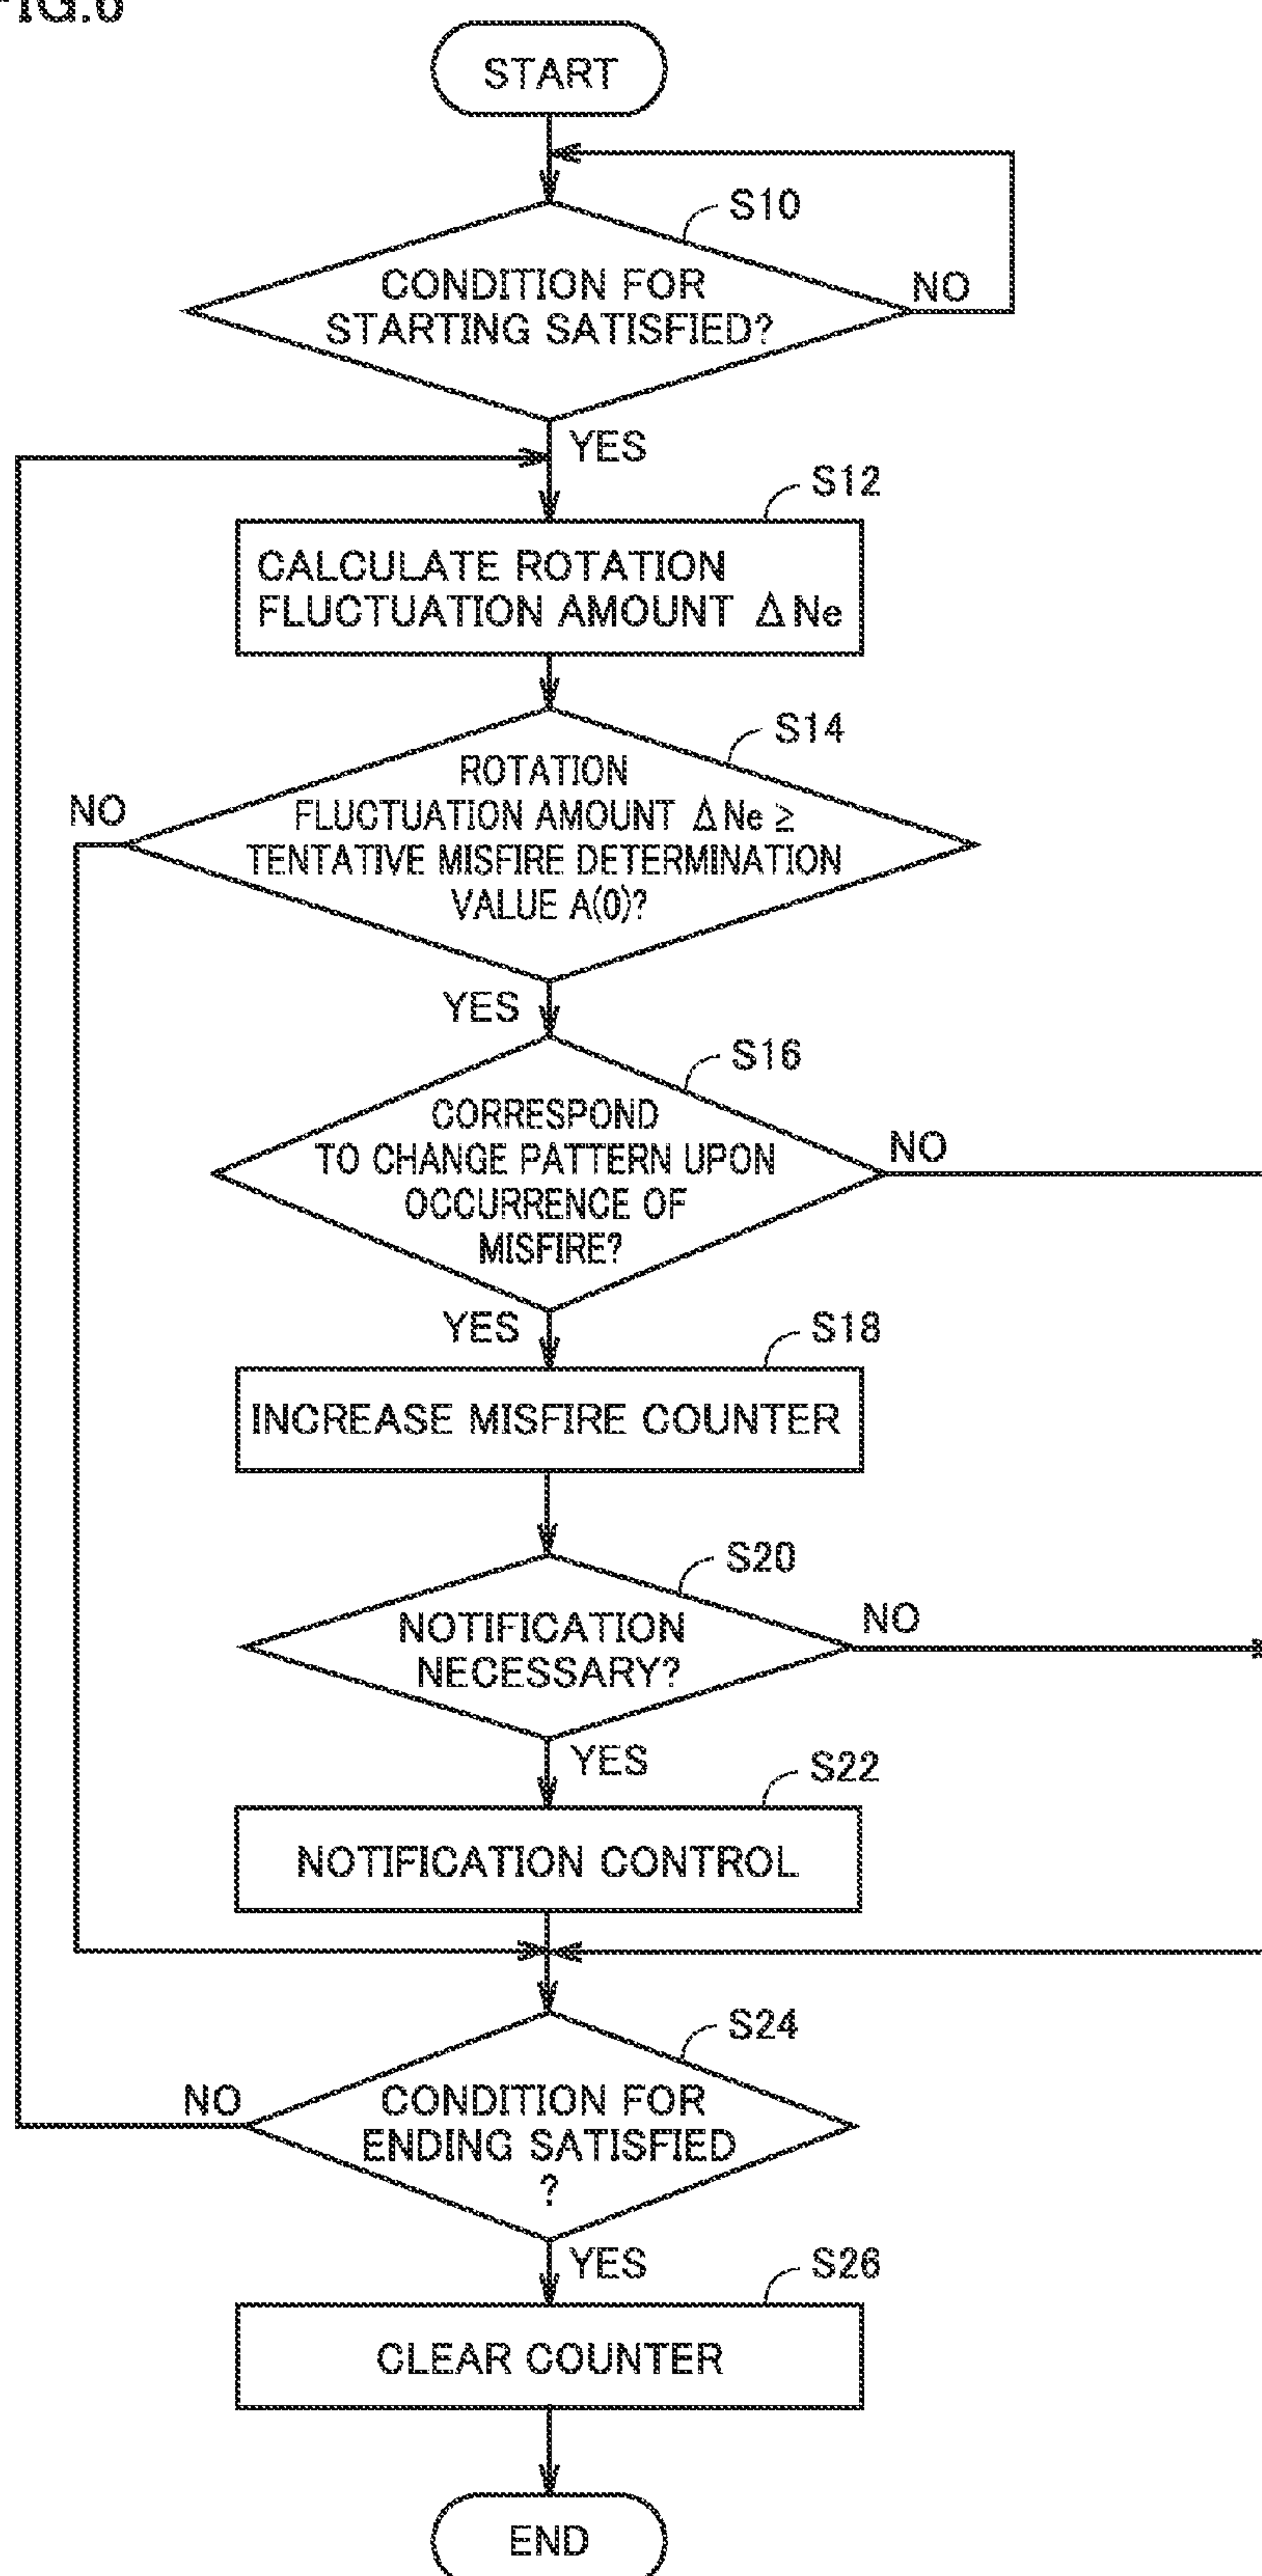 START
S10
CONDITION FOR
STARTING SATISFIED?
NO
YES
S12
CALCULATE ROTATION
FLUCTUATION AMOUNT ΔNe
S14
ROTATION
FLUCTUATION AMOUNT ΔNe ≥
TENTATIVE MISFIRE DETERMINATION
VALUE A(0)?
NO
YES
S16
CORRESPOND
TO CHANGE PATTERN UPON
OCCURRENCE OF
MISFIRE?
NO
YES
S18
INCREASE MISFIRE COUNTER
S20
NOTIFICATION
NECESSARY?
NO
YES
S22
NOTIFICATION CONTROL
S24
CONDITION FOR
ENDING SATISFIED
?
NO
YES
S26
CLEAR COUNTER
END